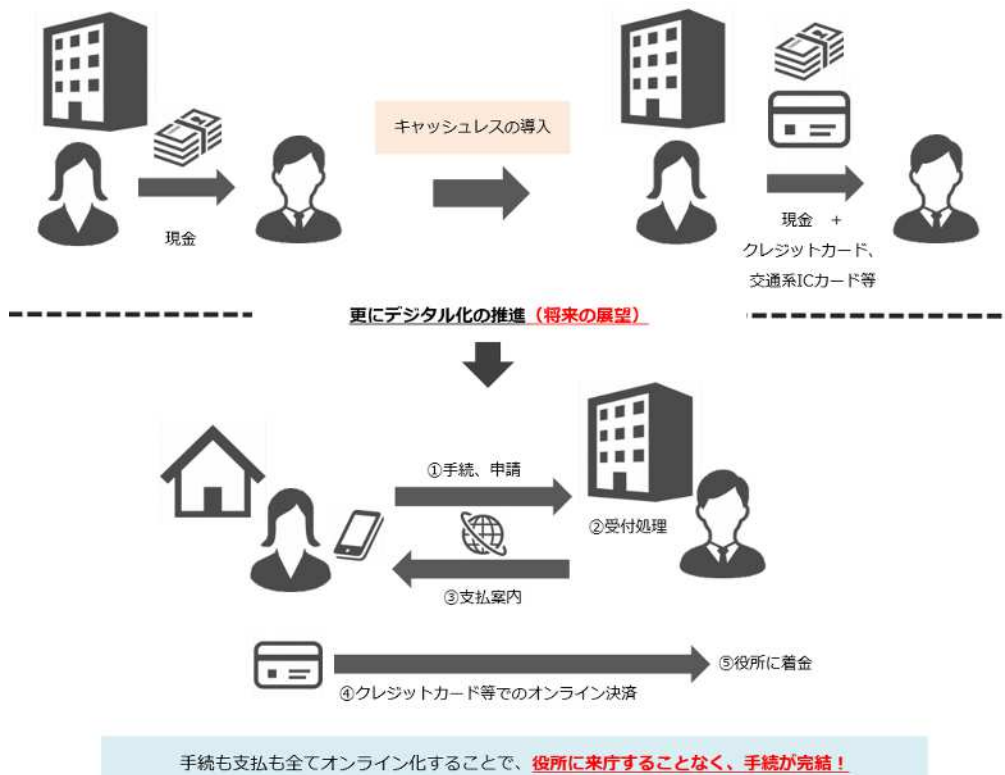 キャッシュレスの導入
現金
現金　+
クレジットカード、
交通系ICカード等
更にデジタル化の推進（将来の展望）
①手続、申請
②受付処理
③支払案内
⑤役所に着金
④クレジットカード等でのオンライン決済
手続も支払も全てオンライン化することで、役所に来庁することなく、手続が完結！